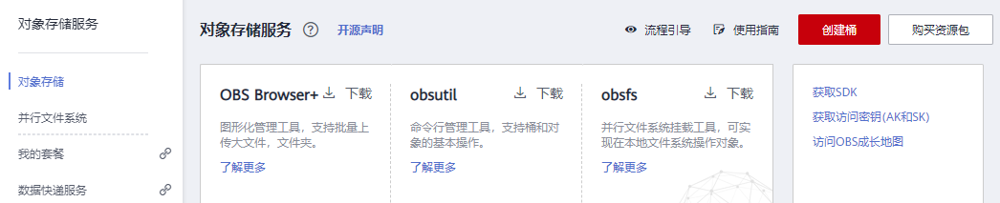 对象存储服务
对象存储
并行文件系统
我的套餐
数据快递服务
对象存储服务 ? 开源声明
流程引导 使用指南 创建桶 购买资源包
OBS Browser+ 下载
图形化管理工具，支持批量上
传大文件，文件夹。
了解更多
obsutil 下载
命令行管理工具，支持桶和对
象的基本操作。
了解更多
obsfs 下载
并行文件系统挂载工具，可实
现在本地文件系统操作对象。
了解更多
获取SDK
获取访问密钥(AK和SK)
访问OBS成长地图